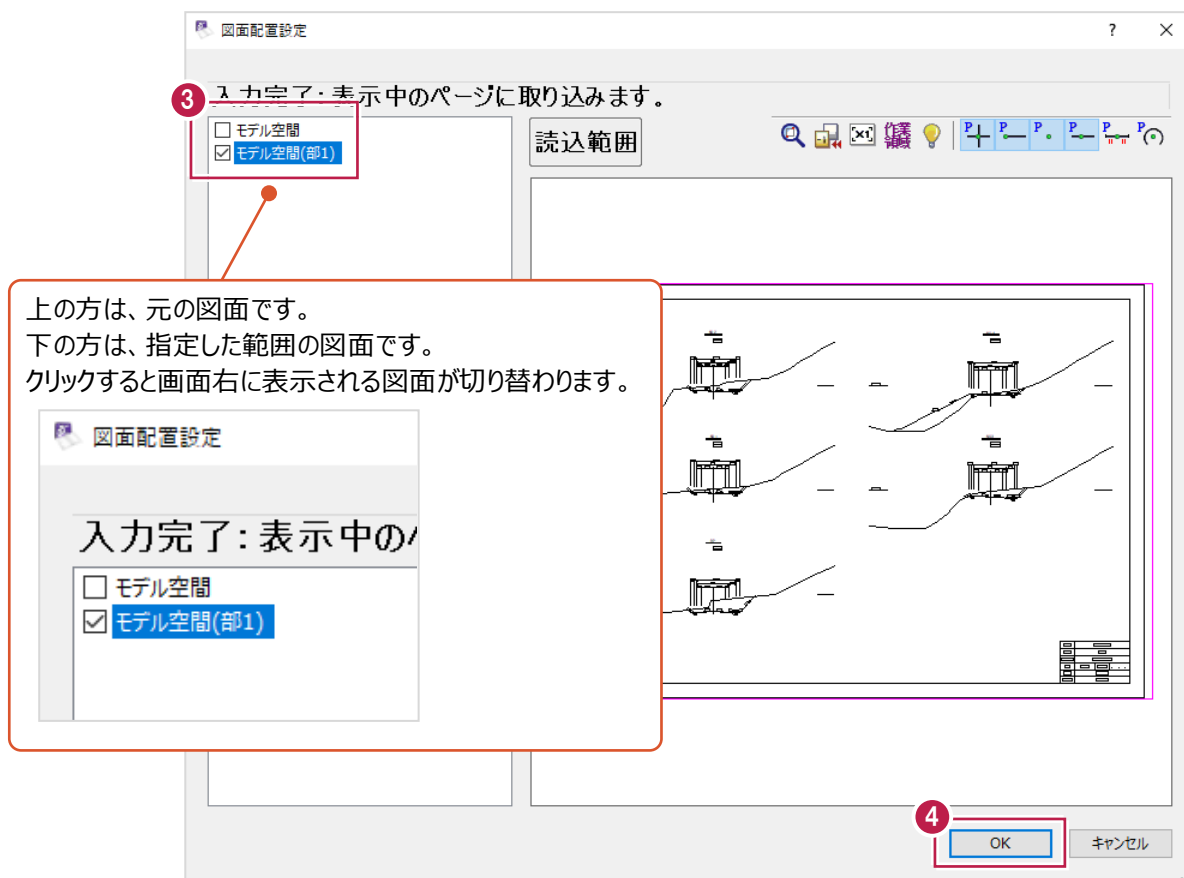 図面配置設定
?
3
入力完了:表示中のページに取り込みます。
モデル空間
モデル空間(部1)
読込範囲
作業
上の方は、元の図面です。
下の方は、指定した範囲の図面です。
クリックすると画面右に表示される図面が切り替わります。
図面配置設定
入力完了:表示中の
モデル空間
モデル空間(部1)
4
OK
キャンセル